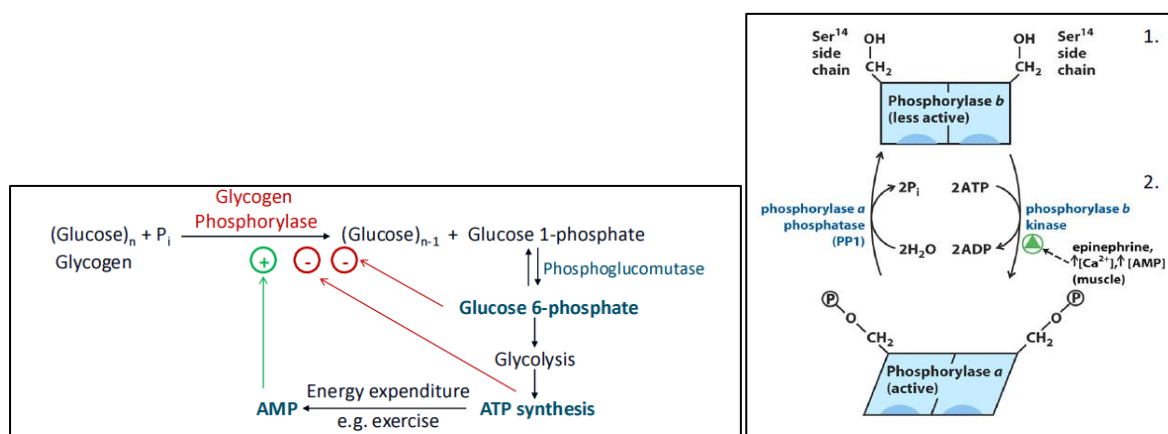 Glycogen
Phosphorylase
(Glucose)n + Pi
(Glucose)n-1 + Glucose 1-phosphate
Glycogen
+
-
-
Phosphoglucomutase
Glucose 6-phosphate
Glycolysis
Energy expenditure
AMP
ATP synthesis
e.g. exercise
Ser14
side
chain
OH
CH2
OH
CH2
Ser14
side
chain
1.
Phosphorylase b
(less active)
2.
2Pi
2ATP
phosphorylase a
phosphatase
(PP1)
phosphorylase b
kinase
2H2O
2ADP
epinephrine,
↑[Ca2+],↑[AMP]
(muscle)
P
O
CH2
P
O
CH2
Phosphorylase a
(active)